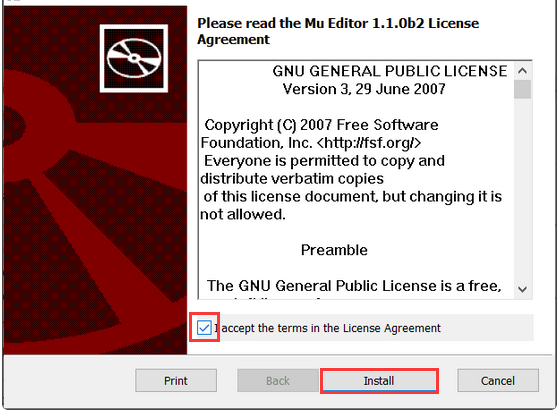 Please read the Mu Editor 1.1.0b2 License
Agreement
GNU GENERAL PUBLIC LICENSE
Version 3, 29 June 2007
Copyright (C) 2007 Free Software
Foundation, Inc. <http://fsf.org/>
Everyone is permitted to copy and
distribute verbatim copies
of this license document, but changing it is
not allowed.
Preamble
The GNU General Public License is a free,
I accept the terms in the License Agreement
Print
Back
Install
Cancel